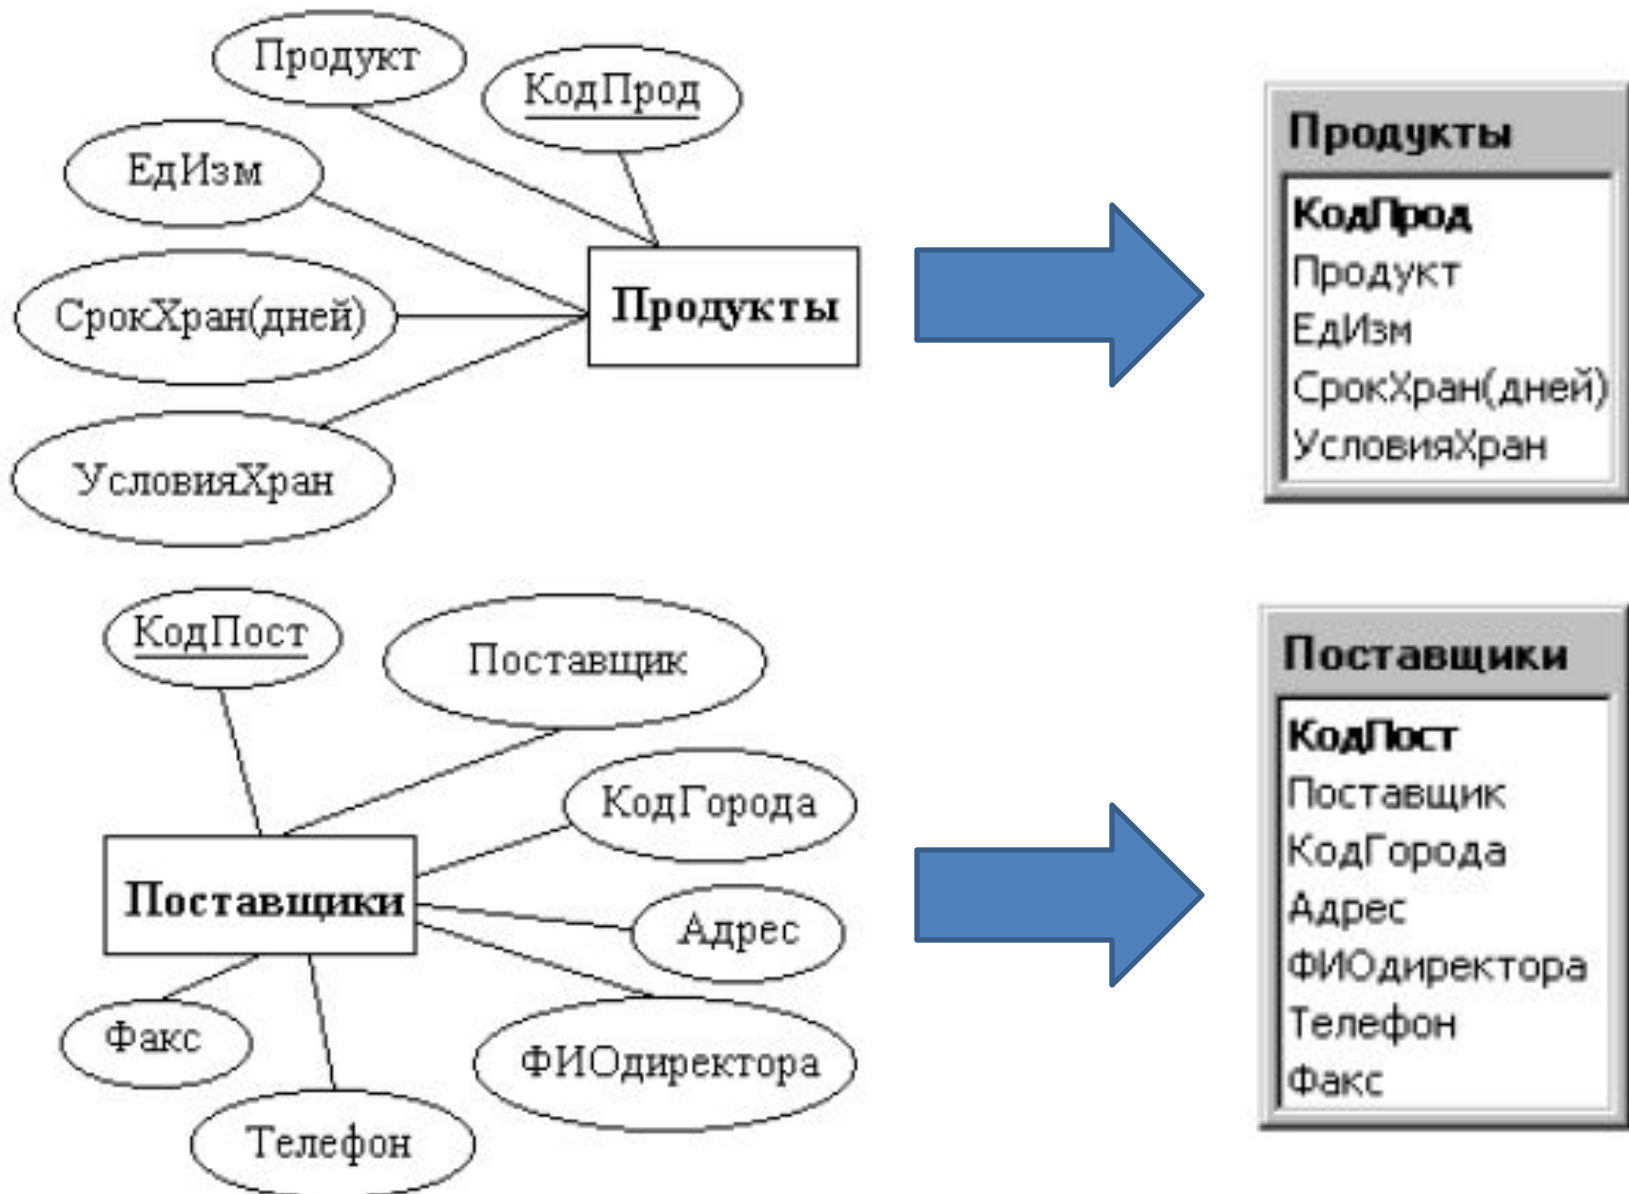 Продукт
КодПрод
ЕдИзм
СрокХран(дней)
УсловияХран
Продукты
Продукты
КодПрод
Продукт
ЕдИзм
СрокХран(дней)
УсловияХран
КодПост
Поставщик
КодГорода
Поставщики
Адрес
Факс
ФИОдиректора
Телефон
Поставщики
КодПост
Поставщик
КодГорода
Адрес
ФИОдиректора
Телефон
Факс